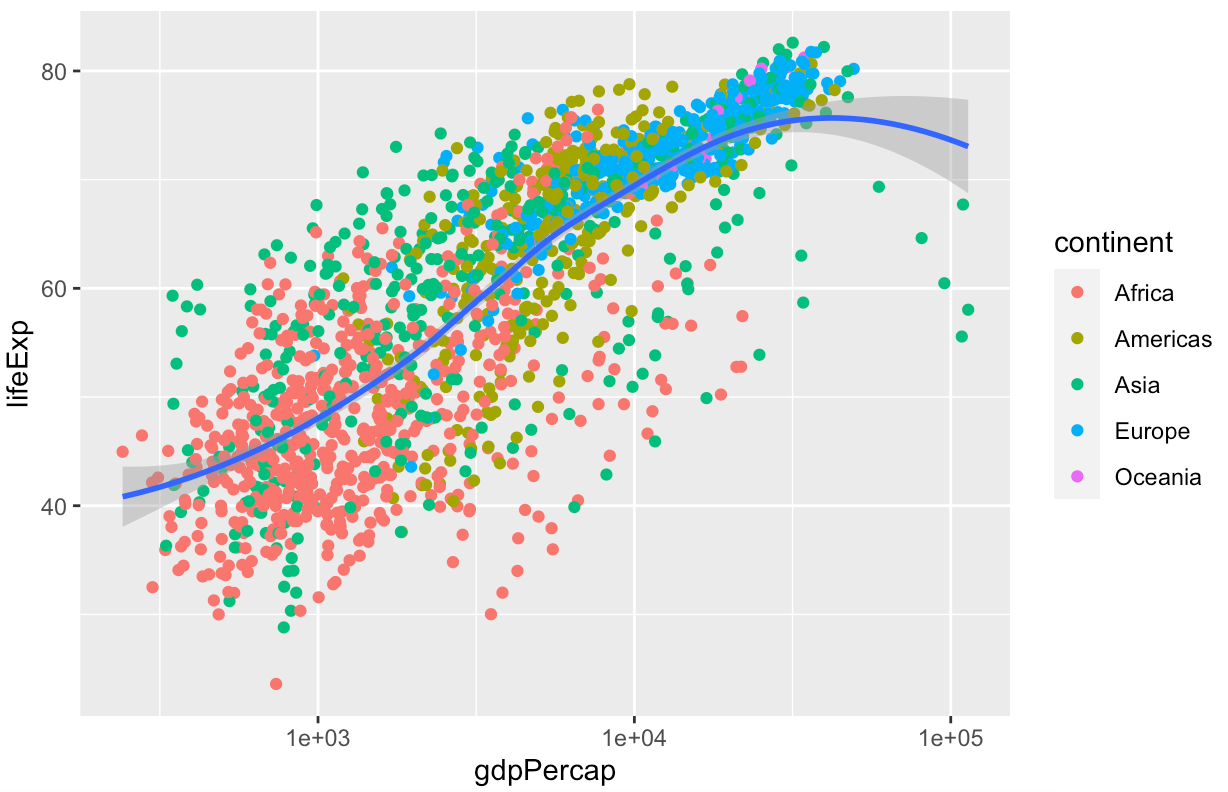 80
60
40
lifeExp
1e+03
1e+04
1e+05
gdpPercap
continent
Africa
Americas
Asia
Europe
Oceania